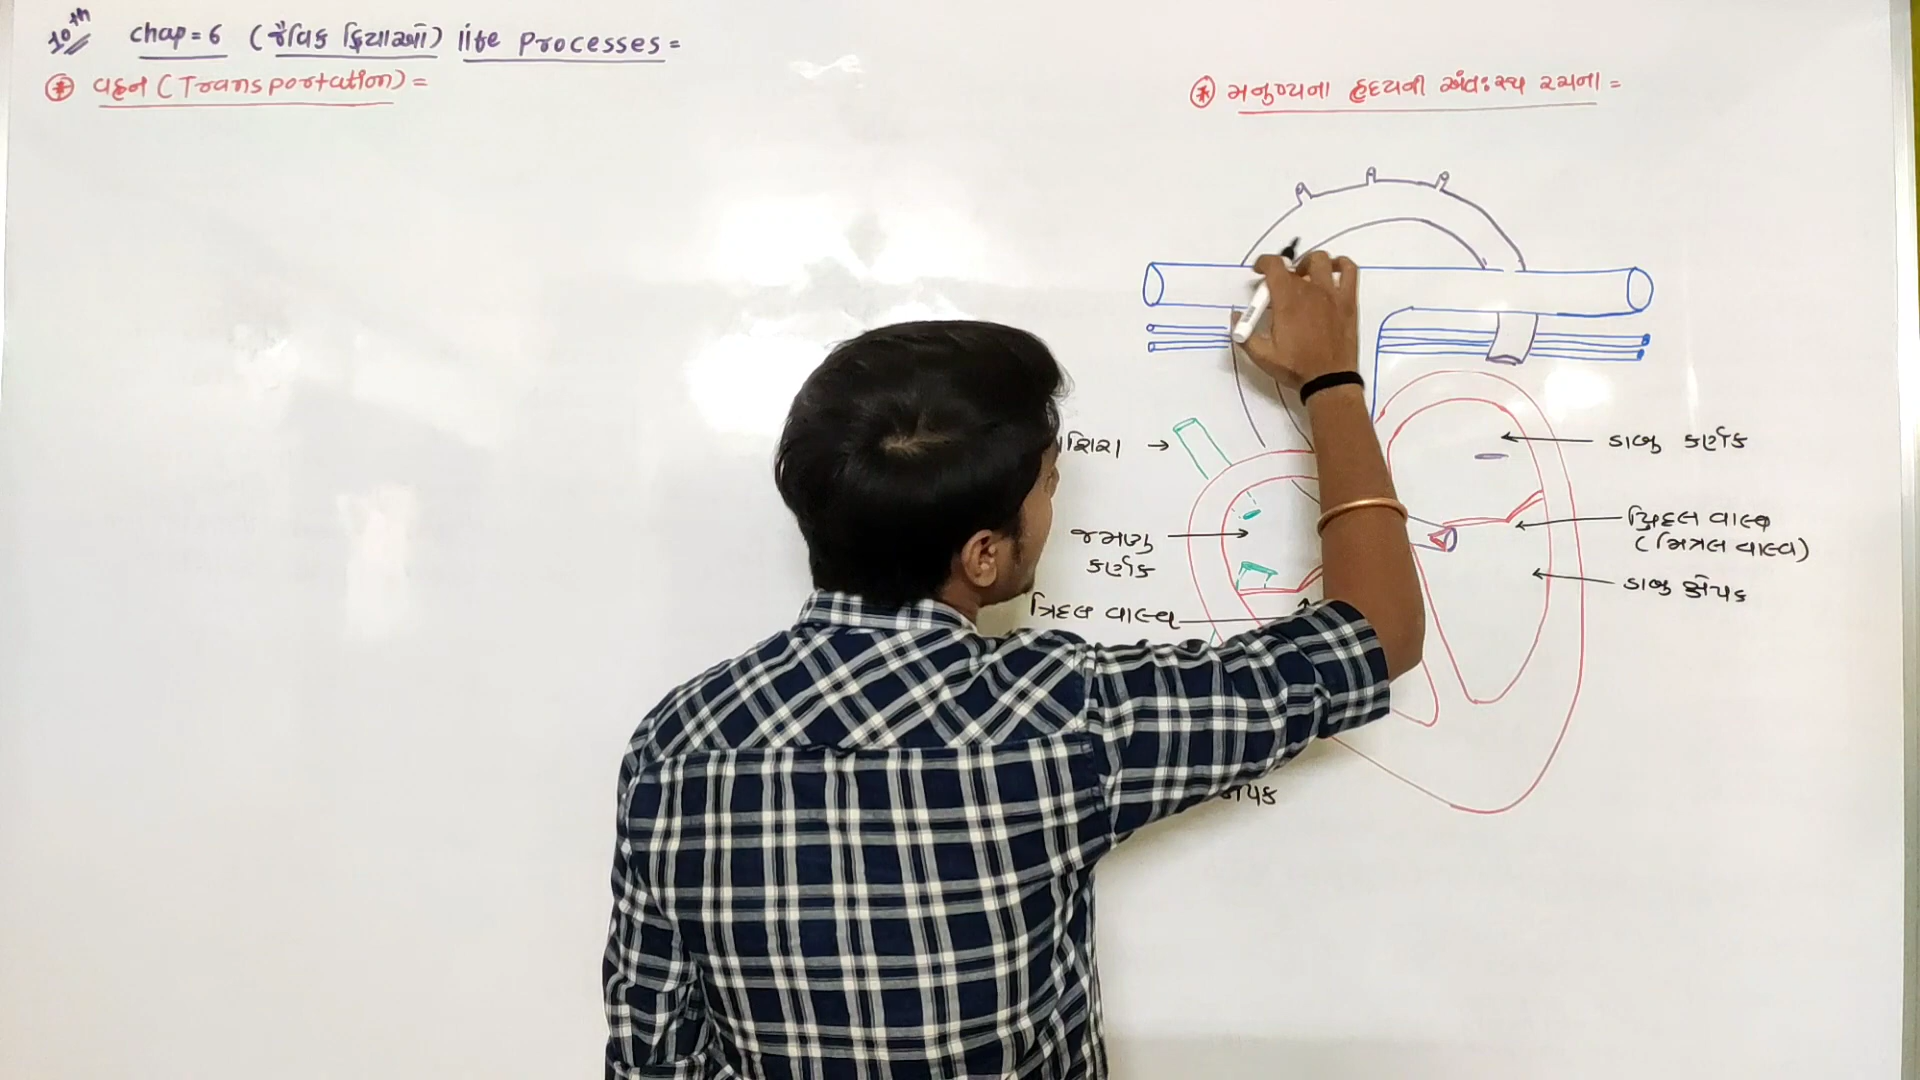 10th chap = 6 (જૈવિક ક્રિયાઓ) life Processes =
* વહન (Transportation) =
* મનુષ્યના હૃદયની અંતઃસ્થ રચના =
શિરા →
ડાબુ કર્ણક
જમણુ
કર્ણક
દ્વિદલ વાલ્વ
(મિત્રલ વાલ્વ)
ડાબુ ક્ષેપક
ત્રિદલ વાલ્વ